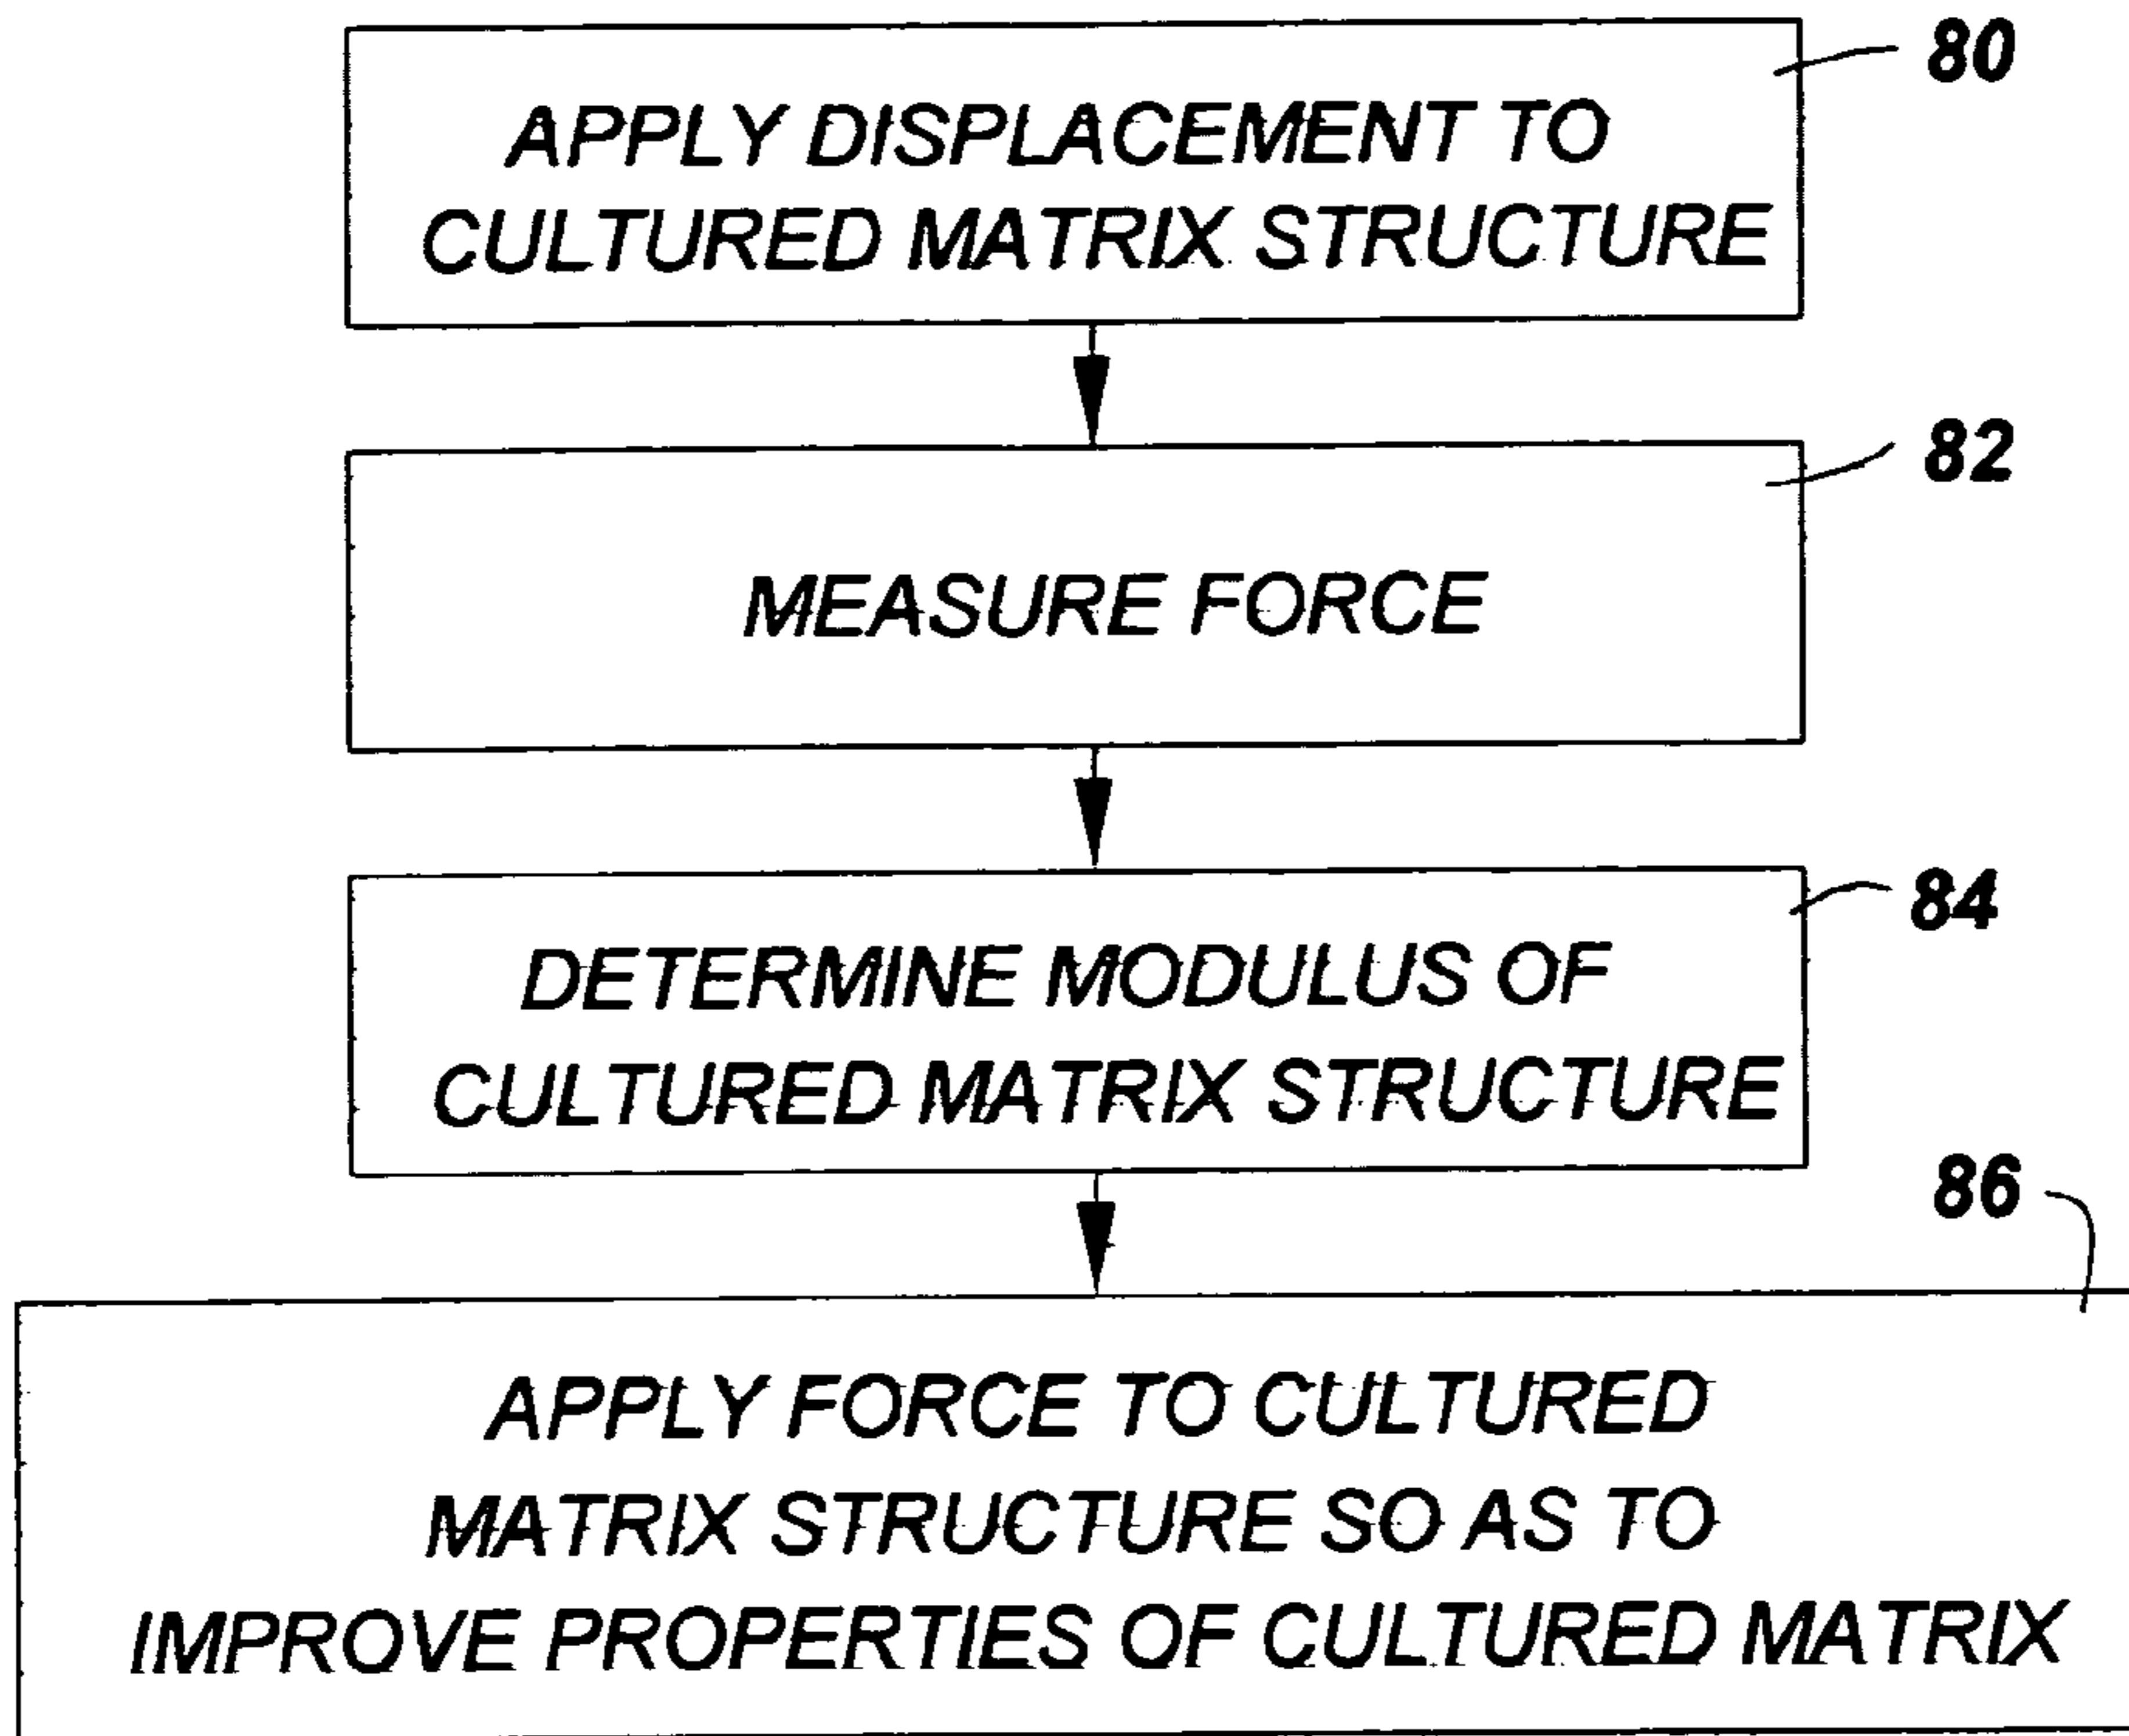 80
APPLY DISPLACEMENT TO
CULTURED MATRIX STRUCTURE
82
MEASURE FORCE
84
DETERMINE MODULUS OF
CULTURED MATRIX STRUCTURE
86
APPLY FORCE TO CULTURED
MATRIX STRUCTURE SO AS TO
IMPROVE PROPERTIES OF CULTURED MATRIX